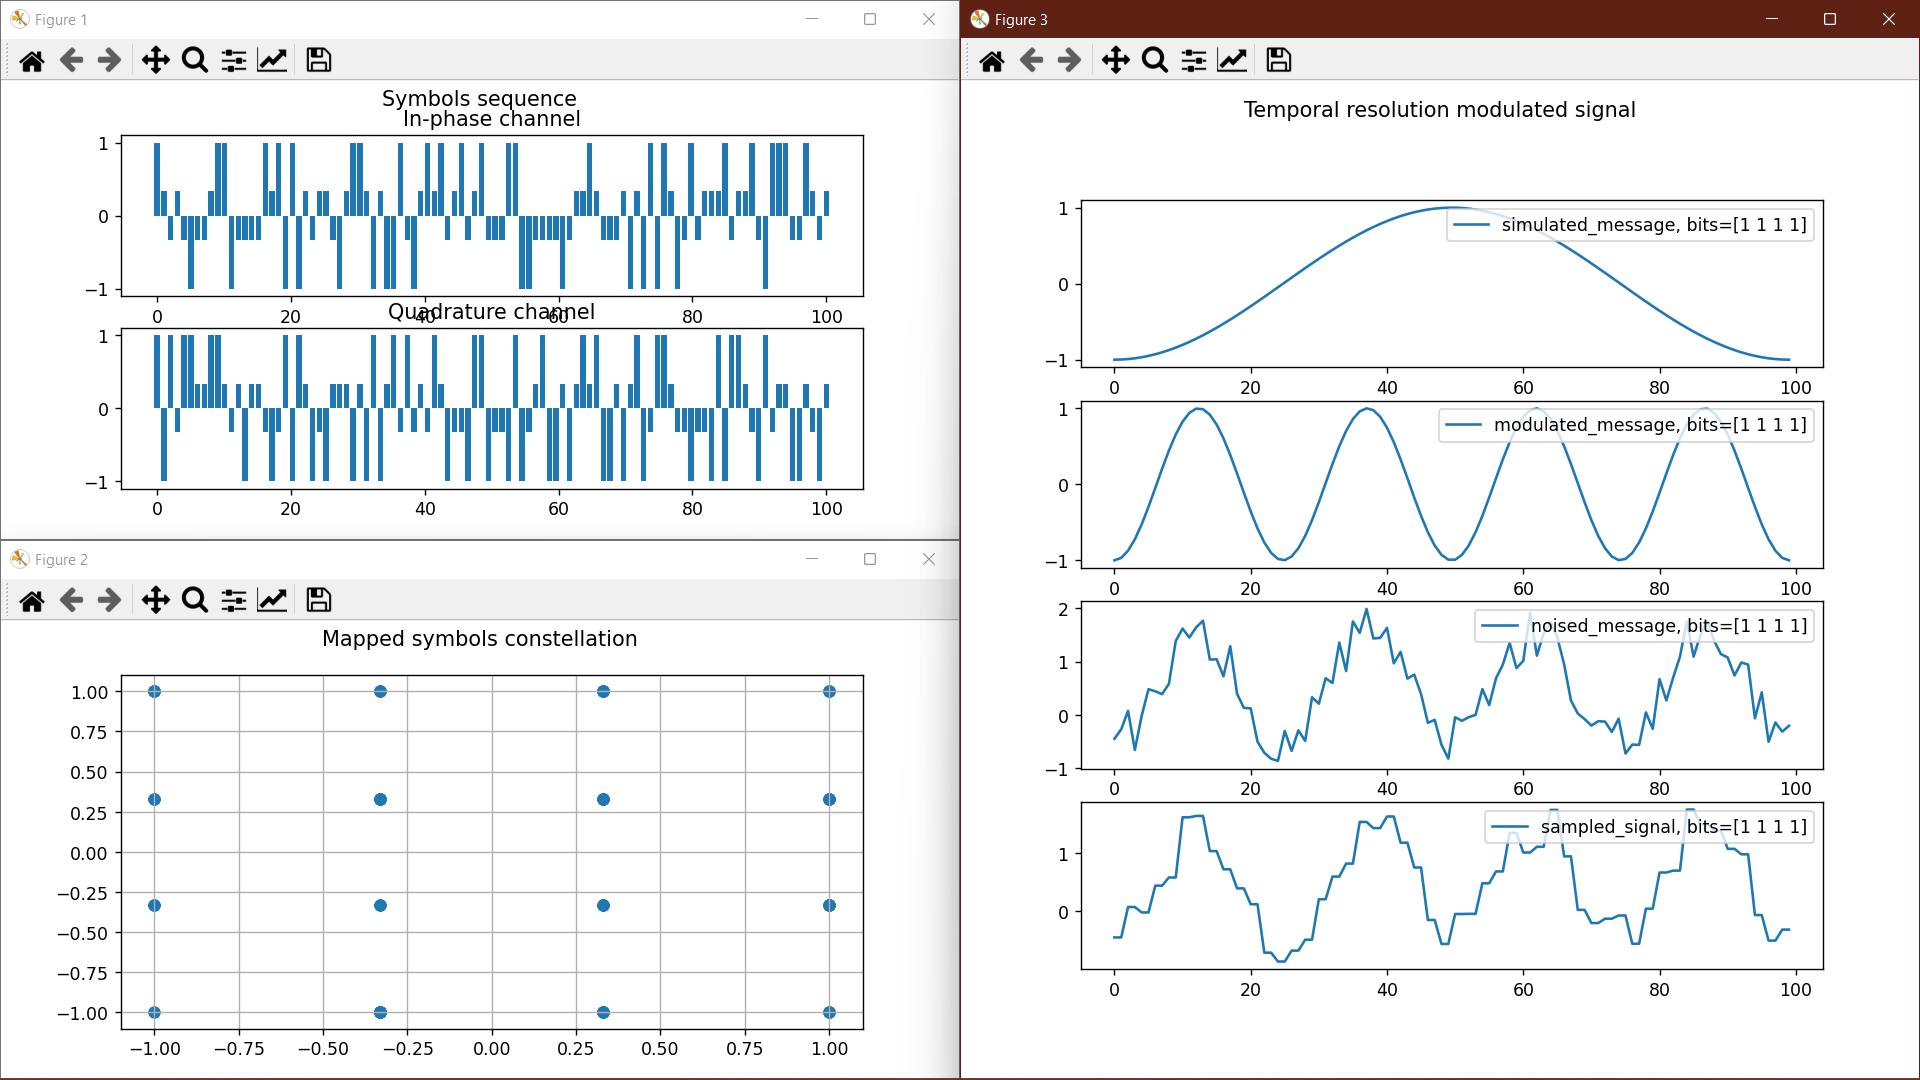 Figure 1
Symbols sequence
In-phase channel
1
0
−1
0 20 40 60 80 100
Quadrature channel
1
0
−1
0 20 40 60 80 100
Figure 2
Mapped symbols constellation
1.00
0.75
0.50
0.25
0.00
−0.25
−0.50
−0.75
−1.00
−1.00 −0.75 −0.50 −0.25 0.00 0.25 0.50 0.75 1.00
Figure 3
Temporal resolution modulated signal
1
simulated_message, bits=[1 1 1 1]
0
−1
0 20 40 60 80 100
1
modulated_message, bits=[1 1 1 1]
0
−1
0 20 40 60 80 100
2
noised_message, bits=[1 1 1 1]
1
0
−1
0 20 40 60 80 100
sampled_signal, bits=[1 1 1 1]
1
0
0 20 40 60 80 100